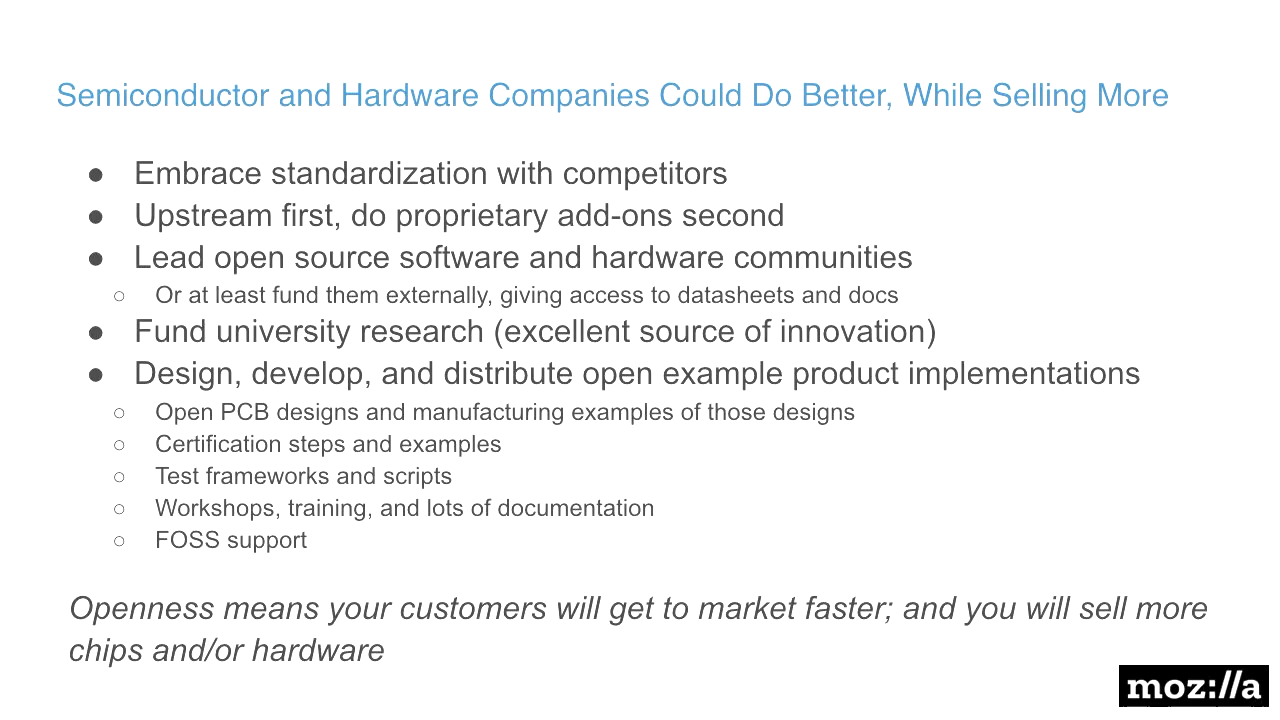 Semiconductor and Hardware Companies Could Do Better, While Selling More
● Embrace standardization with competitors
● Upstream first, do proprietary add-ons second
● Lead open source software and hardware communities
○ Or at least fund them externally, giving access to datasheets and docs
● Fund university research (excellent source of innovation)
● Design, develop, and distribute open example product implementations
○ Open PCB designs and manufacturing examples of those designs
○ Certification steps and examples
○ Test frameworks and scripts
○ Workshops, training, and lots of documentation
○ FOSS support
Openness means your customers will get to market faster; and you will sell more
chips and/or hardware
moz://a